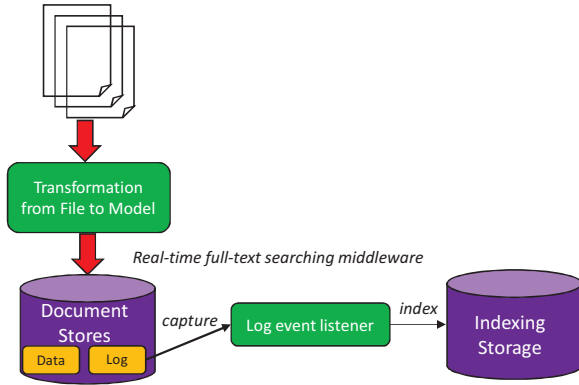 Transformation
from File to Model
Real-time full-text searching middleware
Document
Stores
Data
Log
capture
Log event listener
index
Indexing
Storage